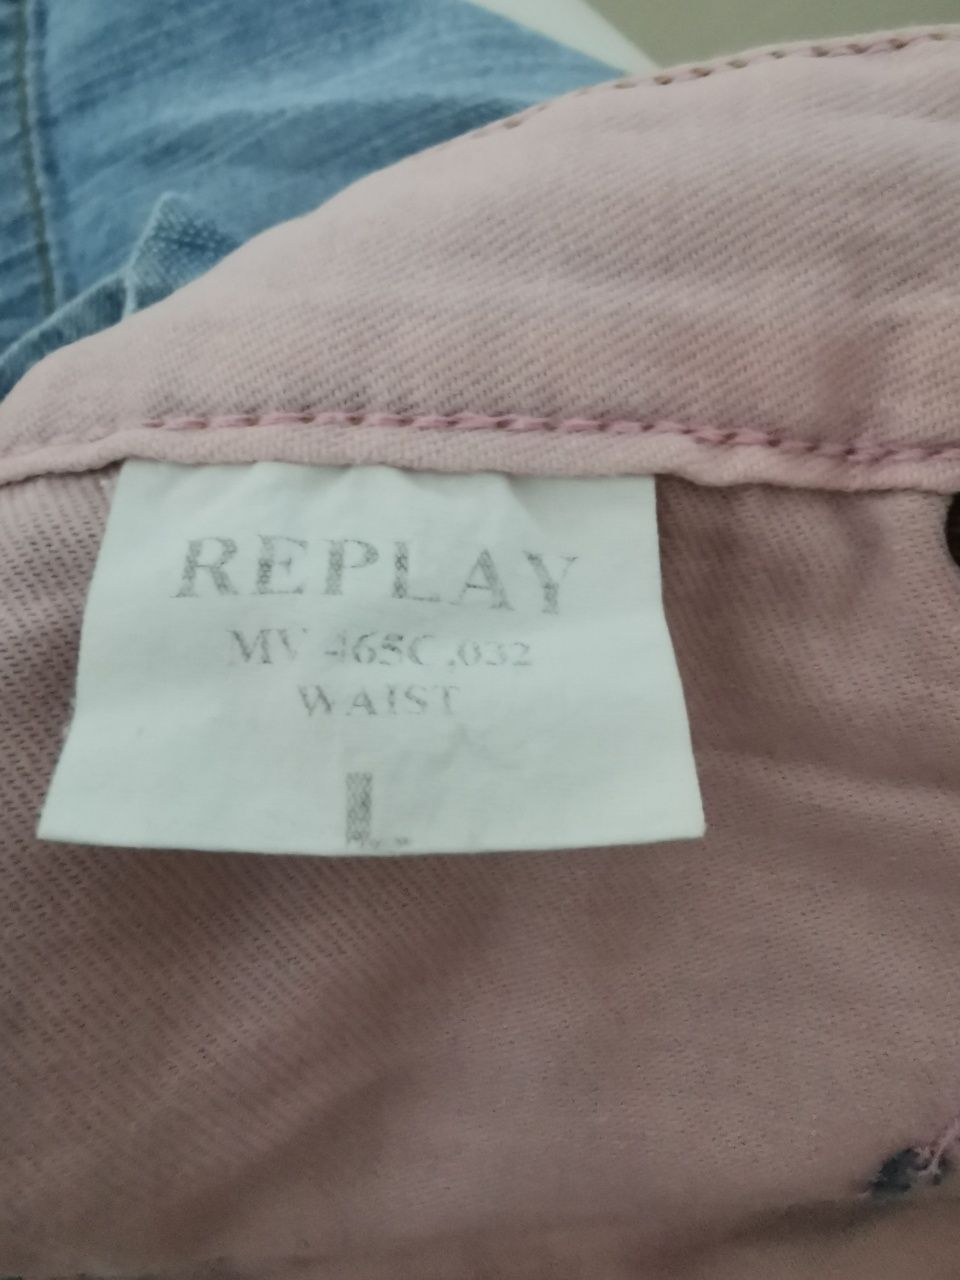 REPLAY
MV 465C .032
WAIST
L